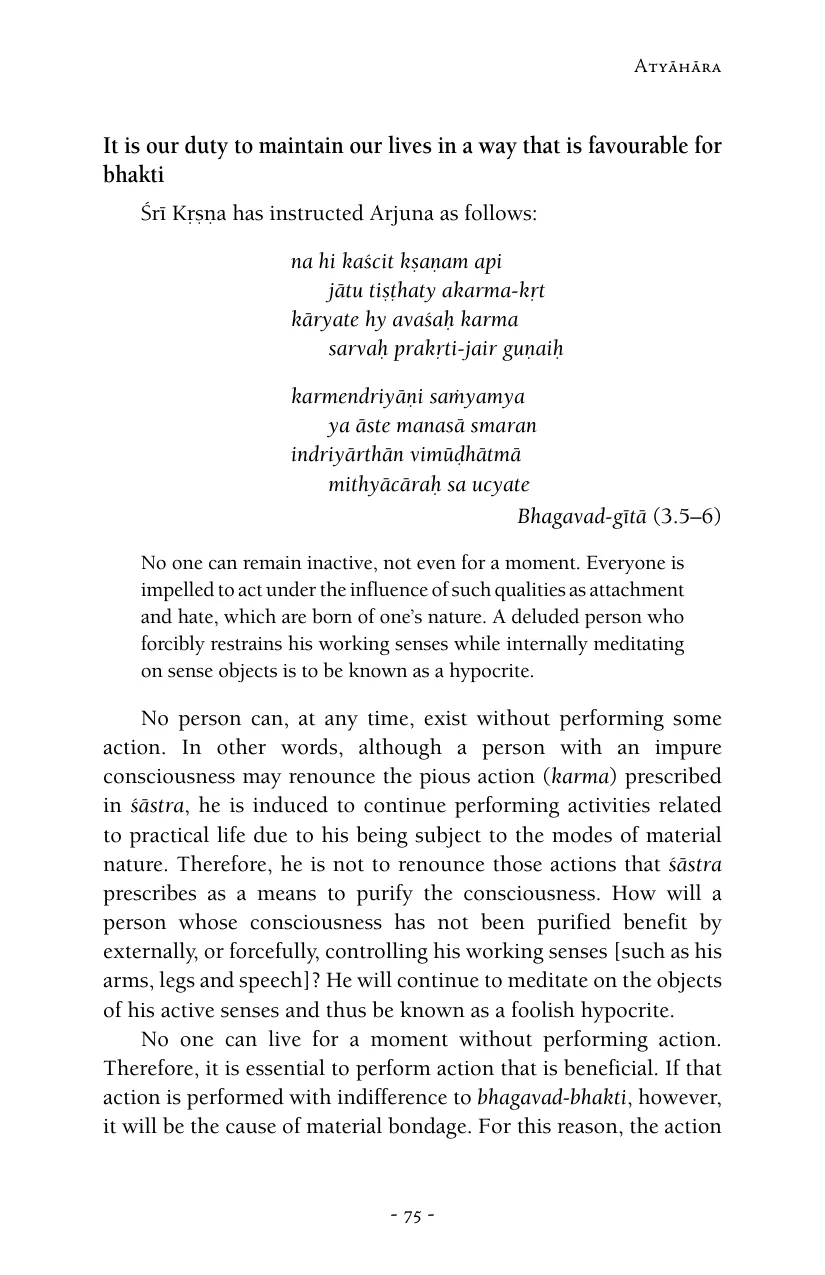 Atyāhāra
It is our duty to maintain our lives in a way that is favourable for
bhakti
Śrī Kṛṣṇa has instructed Arjuna as follows:
na hi kaścit kṣaṇam api
jātu tiṣṭhaty akarma-kṛt
kāryate hy avaśaḥ karma
sarvaḥ prakṛti-jair guṇaiḥ
karmendriyāṇi saṁyamya
ya āste manasā smaran
indriyārthān vimūḍhātmā
mithyācāraḥ sa ucyate
Bhagavad-gītā (3.5–6)
No one can remain inactive, not even for a moment. Everyone is
impelled to act under the influence of such qualities as attachment
and hate, which are born of one’s nature. A deluded person who
forcibly restrains his working senses while internally meditating
on sense objects is to be known as a hypocrite.
No person can, at any time, exist without performing some
action. In other words, although a person with an impure
consciousness may renounce the pious action (karma) prescribed
in śāstra, he is induced to continue performing activities related
to practical life due to his being subject to the modes of material
nature. Therefore, he is not to renounce those actions that śāstra
prescribes as a means to purify the consciousness. How will a
person whose consciousness has not been purified benefit by
externally, or forcefully, controlling his working senses [such as his
arms, legs and speech]? He will continue to meditate on the objects
of his active senses and thus be known as a foolish hypocrite.
No one can live for a moment without performing action.
Therefore, it is essential to perform action that is beneficial. If that
action is performed with indifference to bhagavad-bhakti, however,
it will be the cause of material bondage. For this reason, the action
- 75 -